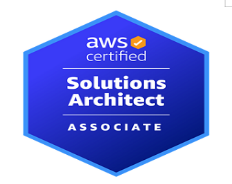 aws
certified
Solutions
Architect
ASSOCIATE